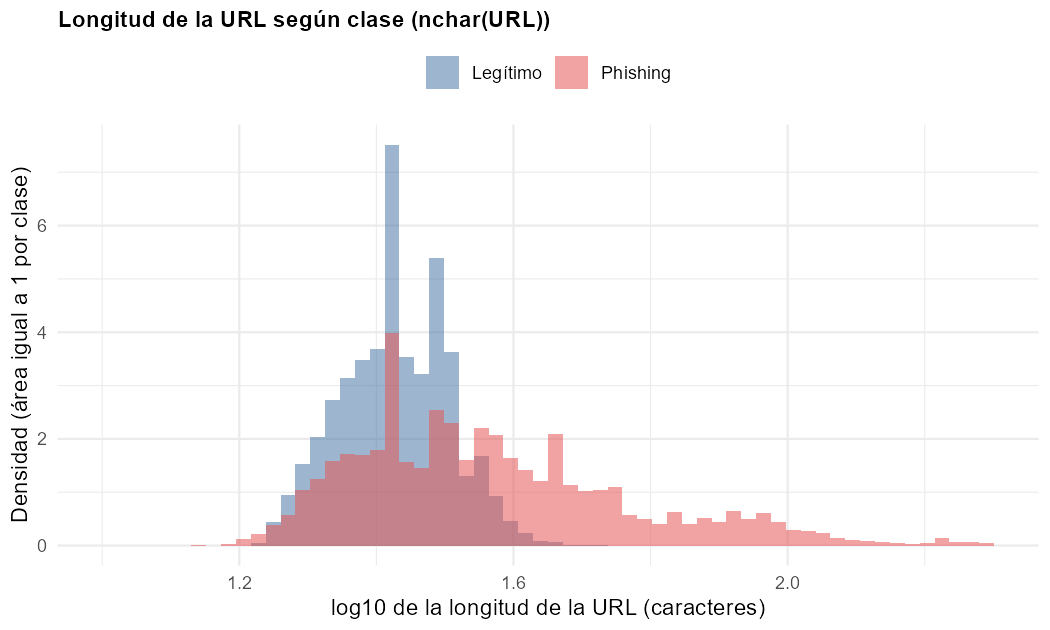 Longitud de la URL según clase (nchar(URL))
Legítimo
Phishing
Densidad (área igual a 1 por clase)
6
4
2
0
1.2
1.6
2.0
log10 de la longitud de la URL (caracteres)